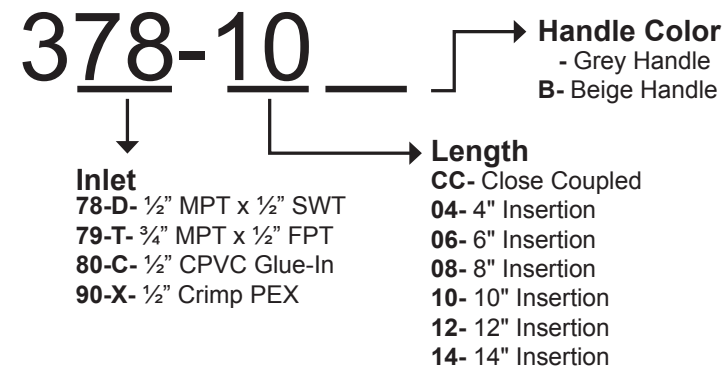 378-10
Handle Color
- Grey Handle
B- Beige Handle
Inlet
78-D- ½” MPT x ½” SWT
79-T- ¾” MPT x ½” FPT
80-C- ½” CPVC Glue-In
90-X- ½” Crimp PEX
Length
CC- Close Coupled
04- 4" Insertion
06- 6" Insertion
08- 8" Insertion
10- 10" Insertion
12- 12" Insertion
14- 14" Insertion